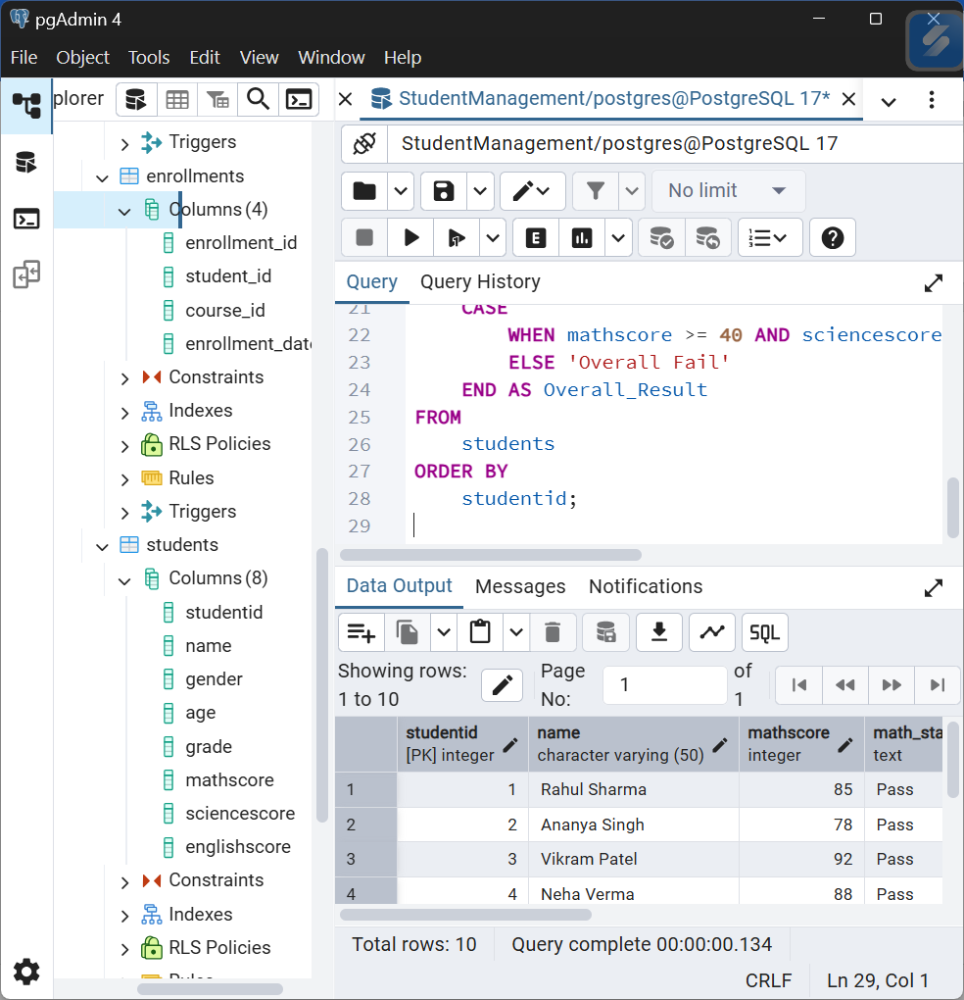 pgAdmin 4
File Object Tools Edit View Window Help
plorer
StudentManagement/postgres@PostgreSQL 17*
Triggers
enrollments
Columns (4)
enrollment_id
student_id
course_id
enrollment_date
Constraints
Indexes
RLS Policies
Rules
Triggers
students
Columns (8)
studentid
name
gender
age
grade
mathscore
sciencescore
englishscore
Constraints
Indexes
RLS Policies
Rules
StudentManagement/postgres@PostgreSQL 17
No limit
Query Query History
21 CASE
22 WHEN mathscore >= 40 AND sciencescore
23 ELSE 'Overall Fail'
24 END AS Overall_Result
25 FROM
26 students
27 ORDER BY
28 studentid;
29
Data Output Messages Notifications
SQL
Showing rows: 1 to 10
Page No: 1 of 1
studentid name mathscore math_sta
[PK] integer character varying (50) integer text
1 1 Rahul Sharma 85 Pass
2 2 Ananya Singh 78 Pass
3 3 Vikram Patel 92 Pass
4 4 Neha Verma 88 Pass
Total rows: 10 Query complete 00:00:00.134
CRLF Ln 29, Col 1